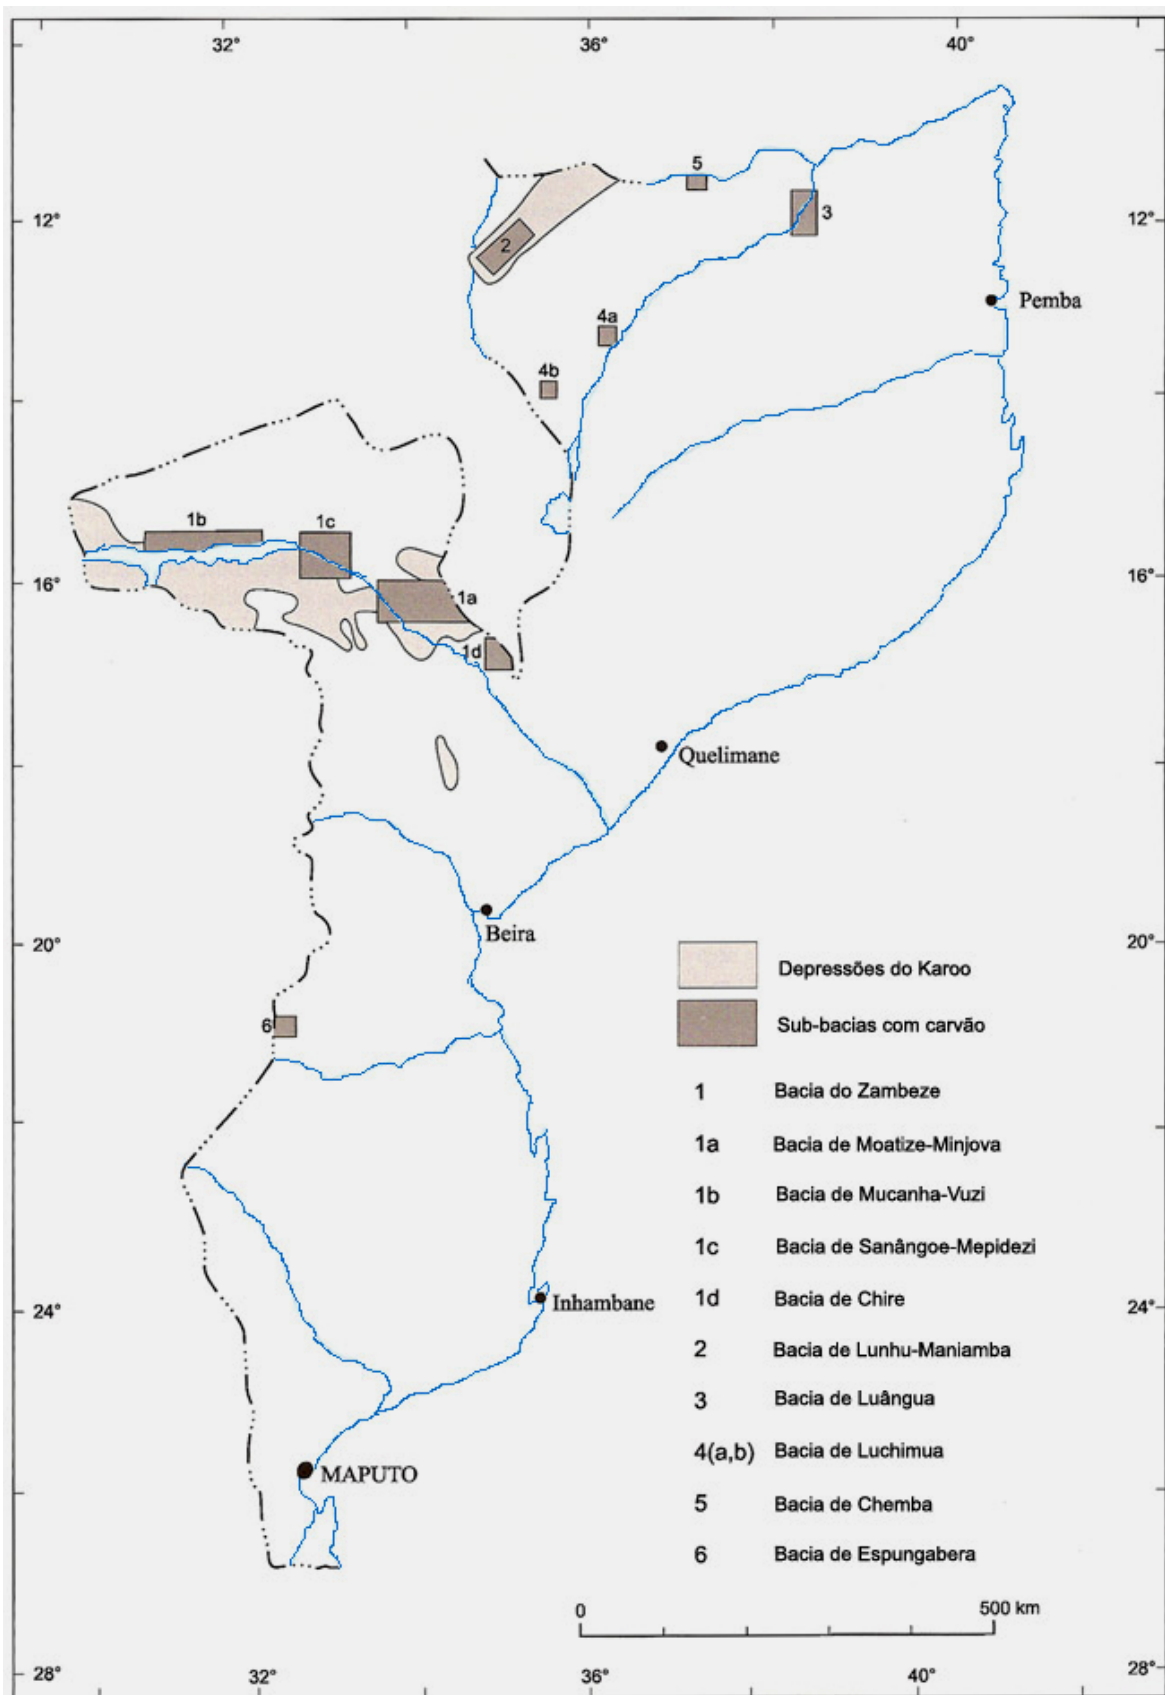 32°
36°
40°
5
12°
3
12°
2
Pemba
4a
4b
1b
1c
16°
1a
16°
1d
Quelimane
Beira
20°
20°
Depressões do Karoo
6
Sub-bacias com carvão
1 Bacia do Zambeze
1a Bacia de Moatize-Minjova
1b Bacia de Mucanha-Vuzi
1c Bacia de Sanângoe-Mepidezi
24°
Inhambane
1d Bacia de Chire
24°
2 Bacia de Lunhu-Maniamba
3 Bacia de Luângua
4(a,b) Bacia de Luchimua
MAPUTO
5 Bacia de Chemba
6 Bacia de Espungabera
0 500 km
28°
32°
36°
40°
28°